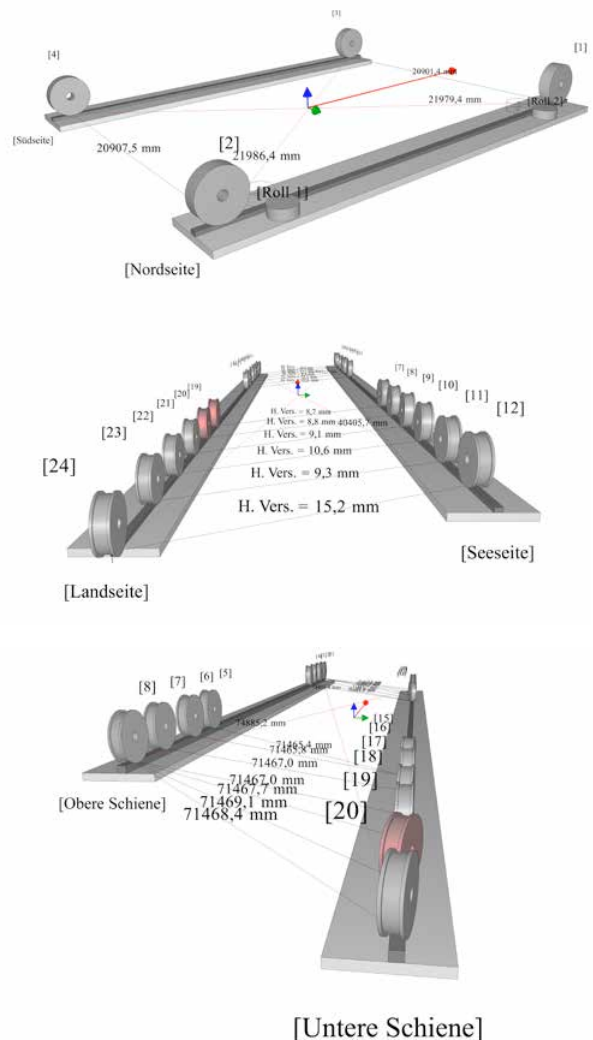 [3]
[4]
[1]
20901,4 mm
21979,4 mm
[Roll 2]
[Südseite]
20907,5 mm
[2]
21986,4 mm
[Roll 1]
[Nordseite]
[19]
[20]
[21]
[22]
[23]
[24]
[7]
[8]
[9]
[10]
[11]
[12]
H. Vers. = 8,7 mm
H. Vers. = 8,8 mm
40405,7 mm
H. Vers. = 9,1 mm
H. Vers. = 10,6 mm
H. Vers. = 9,3 mm
H. Vers. = 15,2 mm
[Seeseite]
[Landseite]
[5]
[6]
[7]
[8]
[15]
[16]
[17]
[18]
[19]
[20]
74885,2 mm
71465,4 mm
71465,8 mm
71467,0 mm
71467,0 mm
71467,7 mm
71469,1 mm
71468,4 mm
[Obere Schiene]
[Untere Schiene]